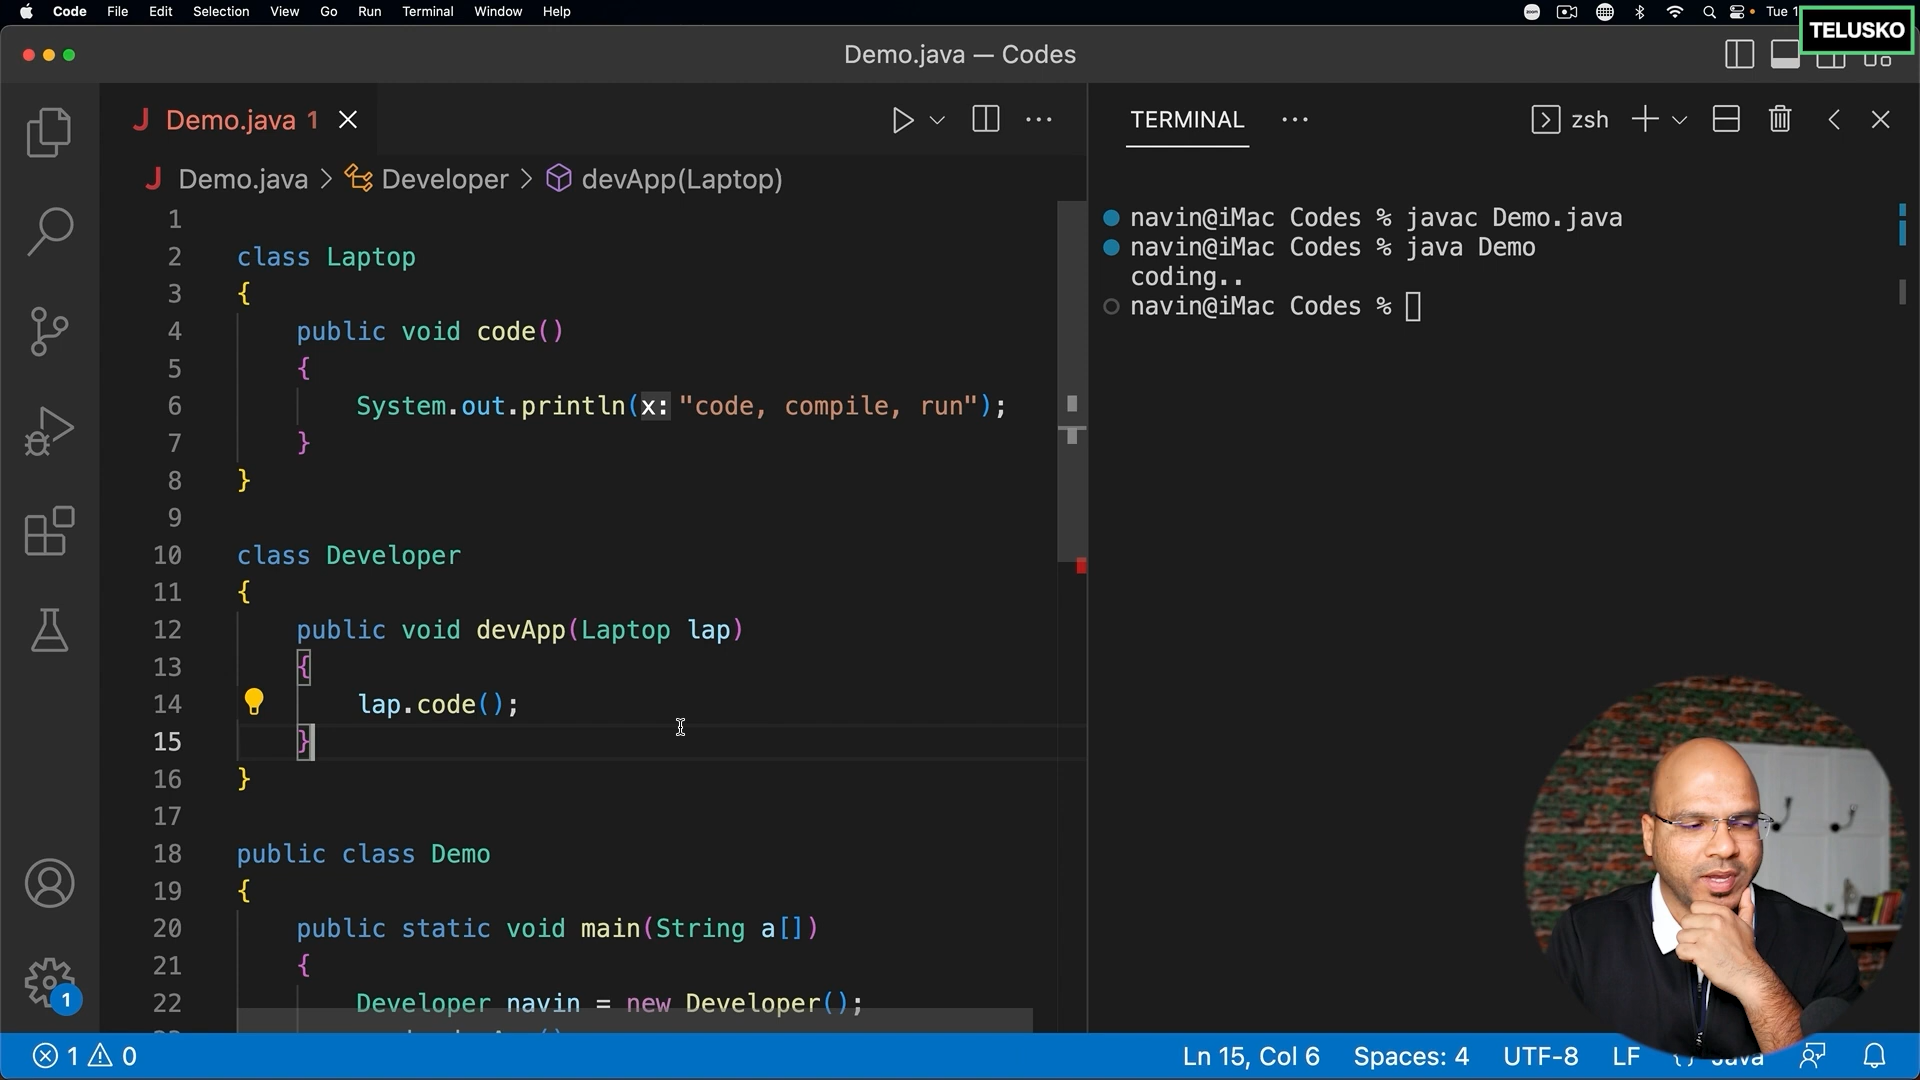 Code File Edit Selection View Go Run Terminal Window Help
zoom
Tue
TELUSKO
Demo.java — Codes
Demo.java 1
TERMINAL
zsh
Demo.java > Developer > devApp(Laptop)
1
2 class Laptop
3 {
4 public void code()
5 {
6 System.out.println(x: "code, compile, run");
7 }
8 }
9
10 class Developer
11 {
12 public void devApp(Laptop lap)
13 {
14 lap.code();
15 }
16 }
17
18 public class Demo
19 {
20 public static void main(String a[])
21 {
22 Developer navin = new Developer();
navin@iMac Codes % javac Demo.java
navin@iMac Codes % java Demo
coding..
navin@iMac Codes %
1
1 0
Ln 15, Col 6 Spaces: 4 UTF-8 LF Java